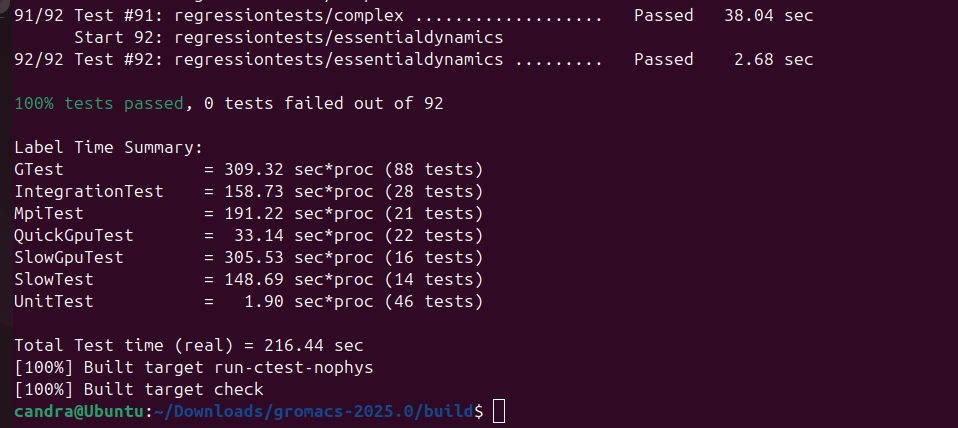 91/92 Test #91: regressiontests/complex ...................   Passed   38.04 sec
      Start 92: regressiontests/essentialdynamics
92/92 Test #92: regressiontests/essentialdynamics .........   Passed    2.68 sec

100% tests passed, 0 tests failed out of 92

Label Time Summary:
GTest              = 309.32 sec*proc (88 tests)
IntegrationTest    = 158.73 sec*proc (28 tests)
MpiTest            = 191.22 sec*proc (21 tests)
QuickGpuTest       =  33.14 sec*proc (22 tests)
SlowGpuTest        = 305.53 sec*proc (16 tests)
SlowTest           = 148.69 sec*proc (14 tests)
UnitTest           =   1.90 sec*proc (46 tests)

Total Test time (real) = 216.44 sec
[100%] Built target run-ctest-nophys
[100%] Built target check
candra@Ubuntu:~/Downloads/gromacs-2025.0/build$